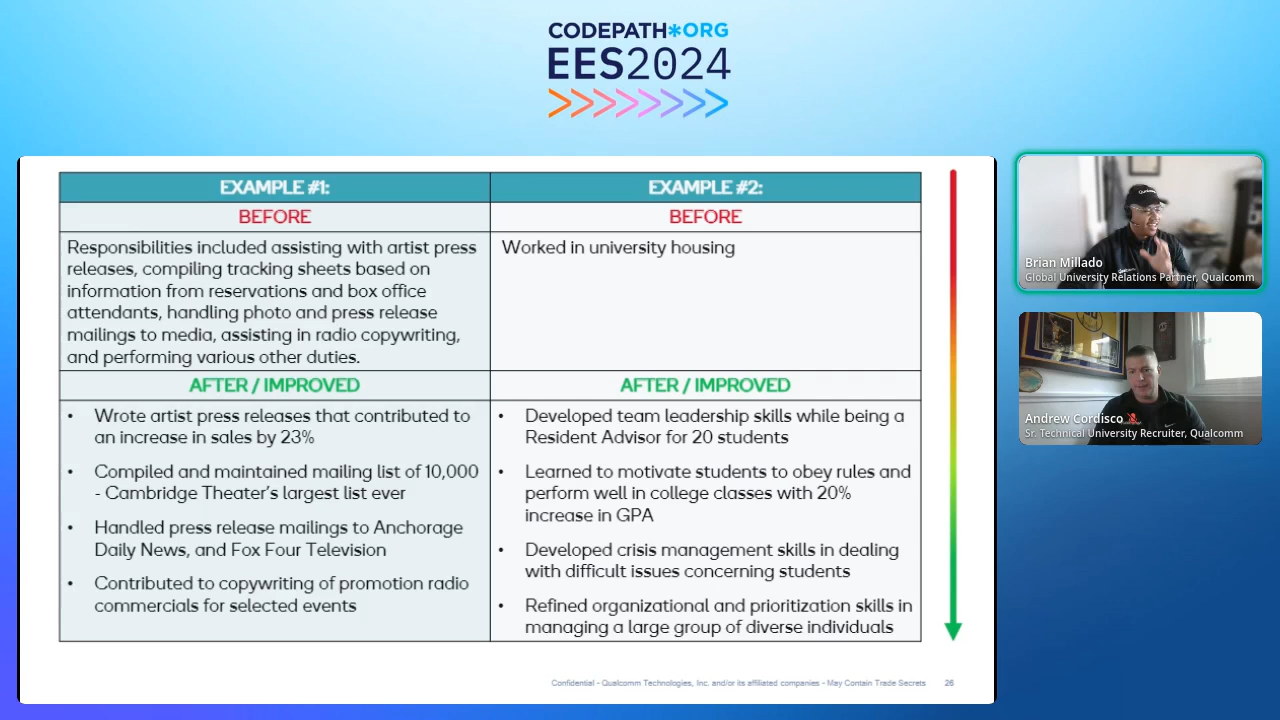 CODEPATH*ORG
EES2024
EXAMPLE #1:
BEFORE
Responsibilities included assisting with artist press
releases, compiling tracking sheets based on
information from reservations and box office
attendants, handling photo and press release
mailings to media, assisting in radio copywriting,
and performing various other duties.
AFTER / IMPROVED
• Wrote artist press releases that contributed to
an increase in sales by 23%
• Compiled and maintained mailing list of 10,000
- Cambridge Theater's largest list ever
• Handled press release mailings to Anchorage
Daily News, and Fox Four Television
• Contributed to copywriting of promotion radio
commercials for selected events
EXAMPLE #2:
BEFORE
Worked in university housing
AFTER / IMPROVED
• Developed team leadership skills while being a
Resident Advisor for 20 students
• Learned to motivate students to obey rules and
perform well in college classes with 20%
increase in GPA
• Developed crisis management skills in dealing
with difficult issues concerning students
• Refined organizational and prioritization skills in
managing a large group of diverse individuals
Confidential - Qualcomm Technologies, Inc. and/or its affiliated companies - May Contain Trade Secrets
26
Brian Millado
Global University Relations Partner, Qualcomm
Andrew Cordisco
Sr. Technical University Recruiter, Qualcomm